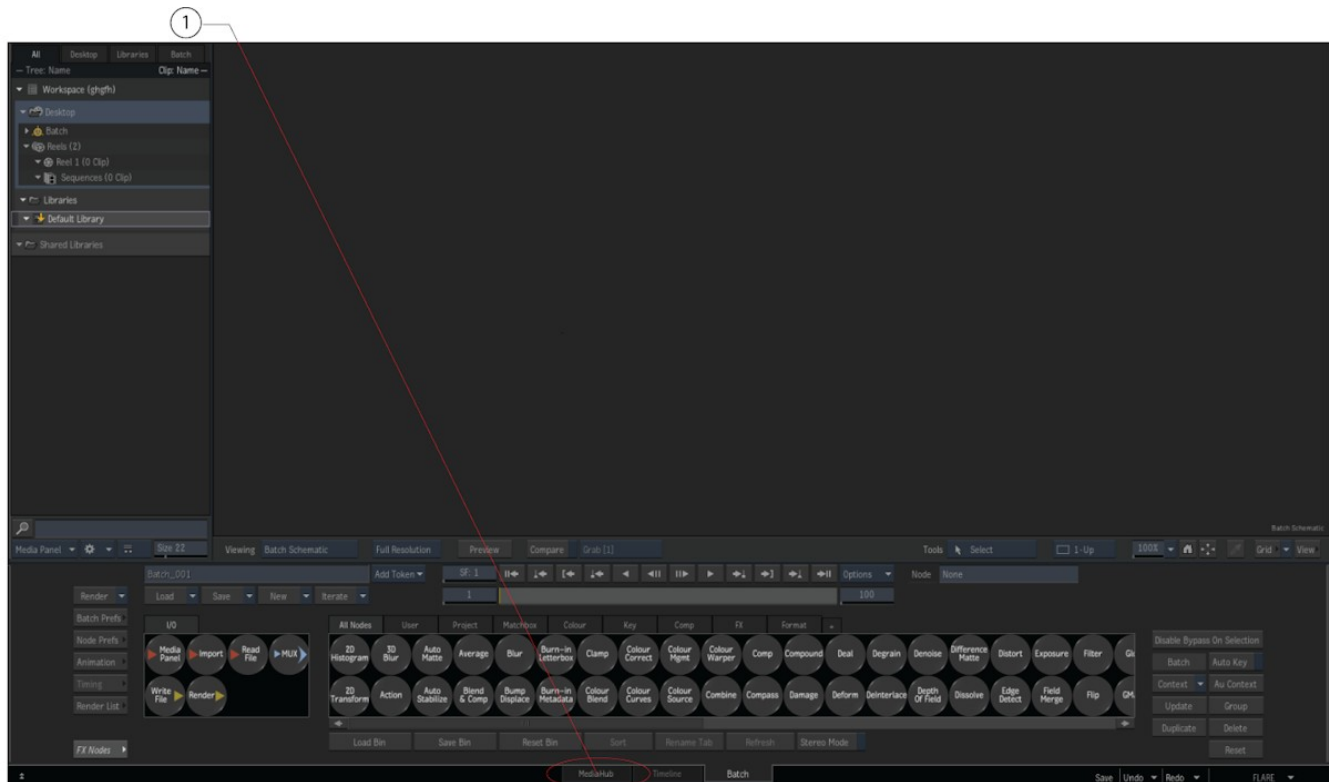 1
All Desktop Libraries Batch
Tree: Name Clip: Name
Workspace (ghgfh)
Desktop
Batch
Reels (2)
Reel 1 (0 Clip)
Sequences (0 Clip)
Libraries
Default Library
Shared Libraries
Batch Schematic
Media Panel Size 22 Viewing Batch Schematic Full Resolution Preview Compare Grab [1] Tools Select 1-Up 100% Grid View
Batch_001 Add Token SF: 1 Options Node None
Render Load Save New Iterate 1 100
Batch Prefs I/O All Nodes User Project Matchbox Colour Key Comp FX Format +
Node Prefs Disable Bypass On Selection
Media Panel Import Read File MUX 2D Histogram 3D Blur Auto Matte Average Blur Burn-in Letterbox Clamp Colour Correct Colour Mgmt Colour Warper Comp Compound Deal Degrain Denoise Difference Matte Distort Exposure Filter
Animation Batch Auto Key
Timing Context Au Context
Write File Render 2D Transform Action Auto Stabilize Blend & Comp Bump Displace Burn-in Metadata Colour Blend Colour Curves Colour Source Combine Compass Damage Deform Deinterlace Depth Of Field Dissolve Edge Detect Field Merge Flip
Render List Update Group
Duplicate Delete
FX Nodes Load Bin Save Bin Reset Bin Sort Rename Tab Refresh Stereo Mode Reset
MediaHub Timeline Batch Save Undo Redo FLARE